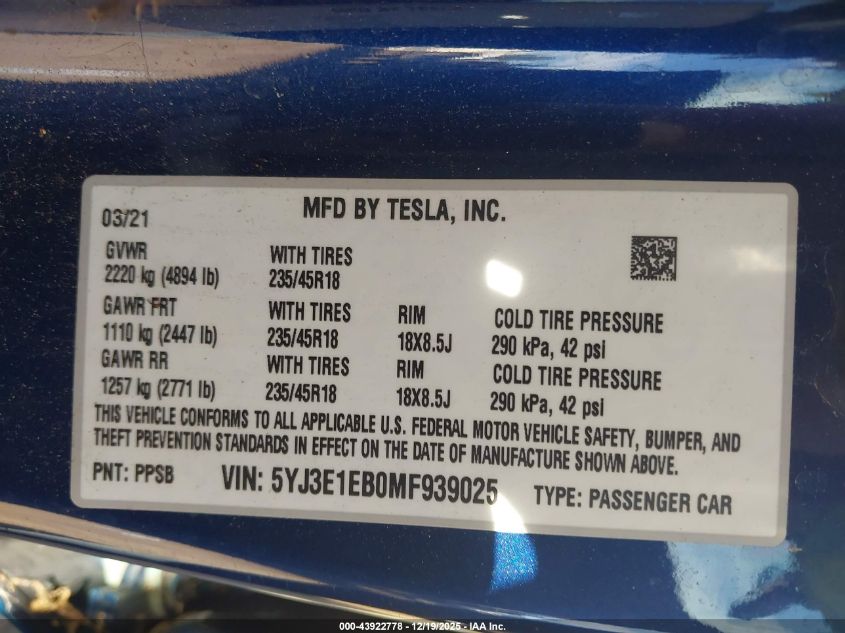 03/21 MFD BY TESLA, INC.
GVWR WITH TIRES
2220 kg (4894 lb) 235/45R18
GAWR FRT WITH TIRES RIM COLD TIRE PRESSURE
1110 kg (2447 lb) 235/45R18 18X8.5J 290 kPa, 42 psi
GAWR RR WITH TIRES RIM COLD TIRE PRESSURE
1257 kg (2771 lb) 235/45R18 18X8.5J 290 kPa, 42 psi
THIS VEHICLE CONFORMS TO ALL APPLICABLE U.S. FEDERAL MOTOR VEHICLE SAFETY, BUMPER, AND
THEFT PREVENTION STANDARDS IN EFFECT ON THE DATE OF MANUFACTURE SHOWN ABOVE.
PNT: PPSB VIN: 5YJ3E1EB0MF939025 TYPE: PASSENGER CAR
000-43922778 - 12/19/2025 - IAA Inc.